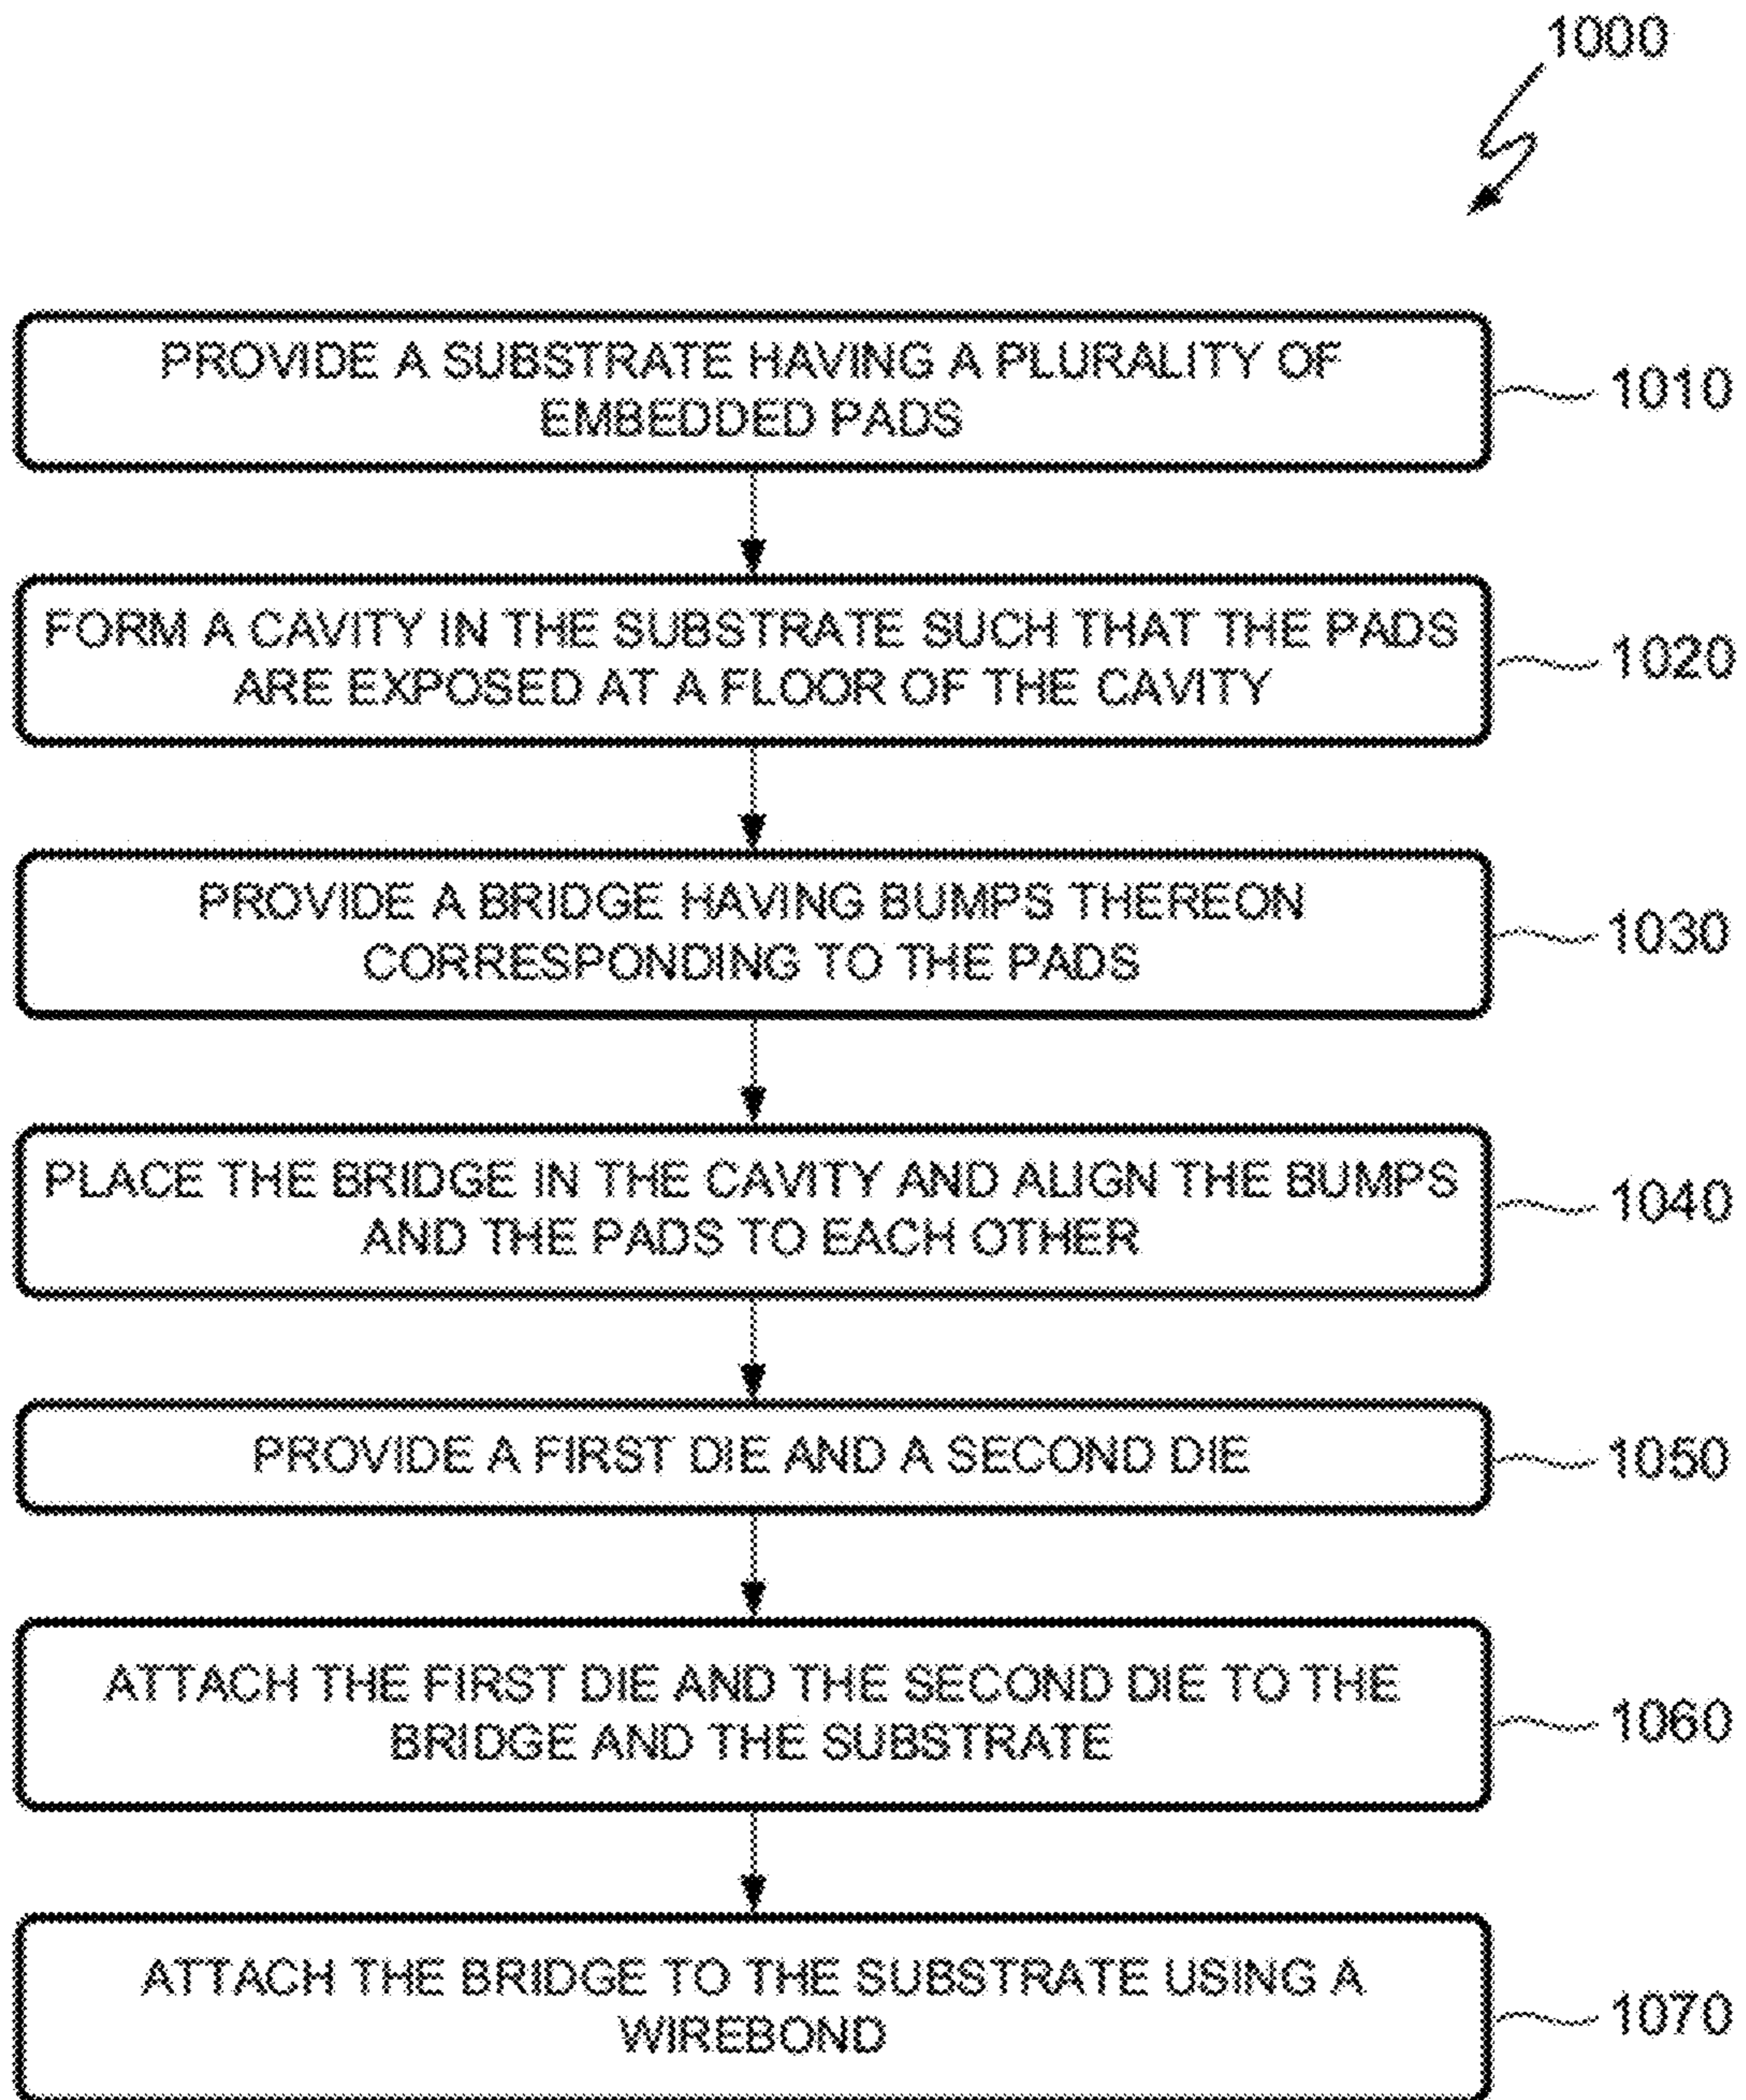 1000
PROVIDE A SUBSTRATE HAVING A PLURALITY OF
EMBEDDED PADS
1010
FORM A CAVITY IN THE SUBSTRATE SUCH THAT THE PADS
ARE EXPOSED AT A FLOOR OF THE CAVITY
1020
PROVIDE A BRIDGE HAVING BUMPS THEREON
CORRESPONDING TO THE PADS
1030
PLACE THE BRIDGE IN THE CAVITY AND ALIGN THE BUMPS
AND THE PADS TO EACH OTHER
1040
PROVIDE A FIRST DIE AND A SECOND DIE
1050
ATTACH THE FIRST DIE AND THE SECOND DIE TO THE
BRIDGE AND THE SUBSTRATE
1060
ATTACH THE BRIDGE TO THE SUBSTRATE USING A
WIREBOND
1070